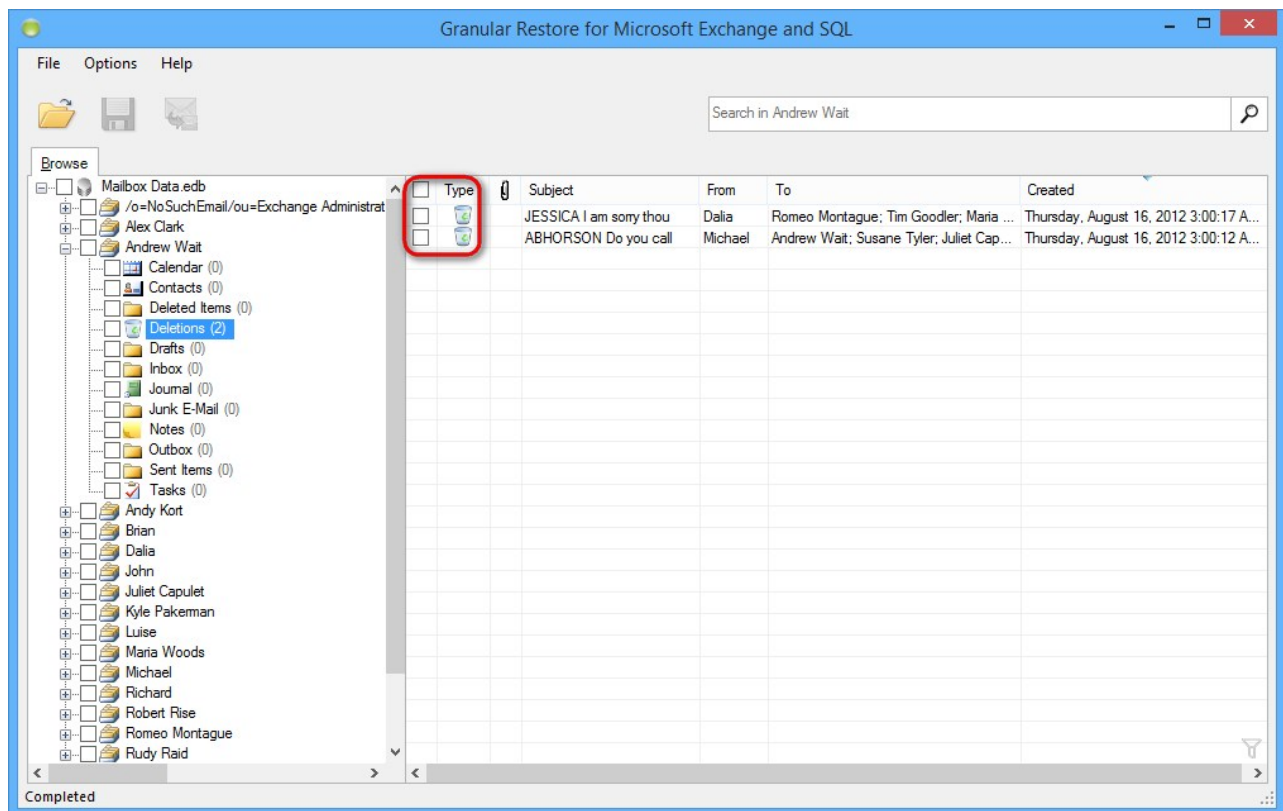 Granular Restore for Microsoft Exchange and SQL
File Options Help
Search in Andrew Wait
Browse
Mailbox Data.edb
/o=NoSuchEmail/ou=Exchange Administrat
Alex Clark
Andrew Wait
Calendar (0)
Contacts (0)
Deleted Items (0)
Deletions (2)
Drafts (0)
Inbox (0)
Journal (0)
Junk E-Mail (0)
Notes (0)
Outbox (0)
Sent Items (0)
Tasks (0)
Andy Kort
Brian
Dalia
John
Juliet Capulet
Kyle Pakerman
Luise
Maria Woods
Michael
Richard
Robert Rise
Romeo Montague
Rudy Raid
Type Subject From To Created
JESSICA I am sorry thou Dalia Romeo Montague; Tim Goodler; Maria ... Thursday, August 16, 2012 3:00:17 A...
ABHORSON Do you call Michael Andrew Wait; Susane Tyler; Juliet Cap... Thursday, August 16, 2012 3:00:12 A...
Completed